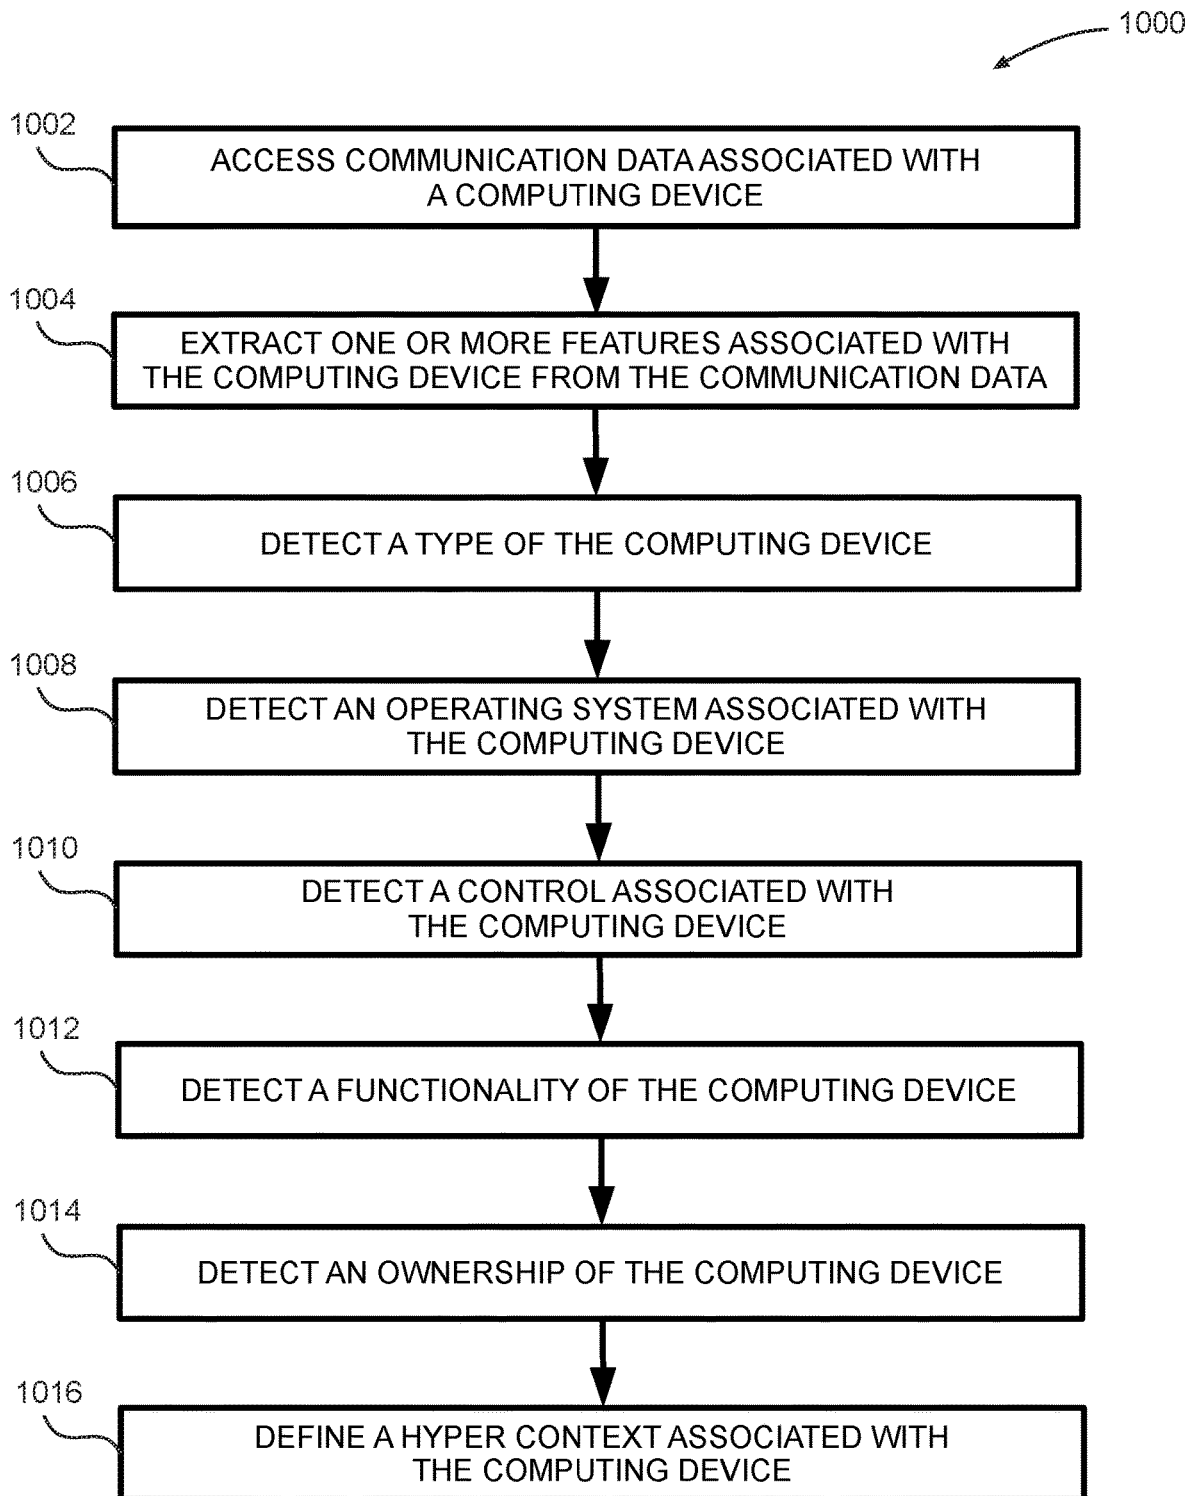 1000
1002
ACCESS COMMUNICATION DATA ASSOCIATED WITH
A COMPUTING DEVICE
1004
EXTRACT ONE OR MORE FEATURES ASSOCIATED WITH
THE COMPUTING DEVICE FROM THE COMMUNICATION DATA
1006
DETECT A TYPE OF THE COMPUTING DEVICE
1008
DETECT AN OPERATING SYSTEM ASSOCIATED WITH
THE COMPUTING DEVICE
1010
DETECT A CONTROL ASSOCIATED WITH
THE COMPUTING DEVICE
1012
DETECT A FUNCTIONALITY OF THE COMPUTING DEVICE
1014
DETECT AN OWNERSHIP OF THE COMPUTING DEVICE
1016
DEFINE A HYPER CONTEXT ASSOCIATED WITH
THE COMPUTING DEVICE